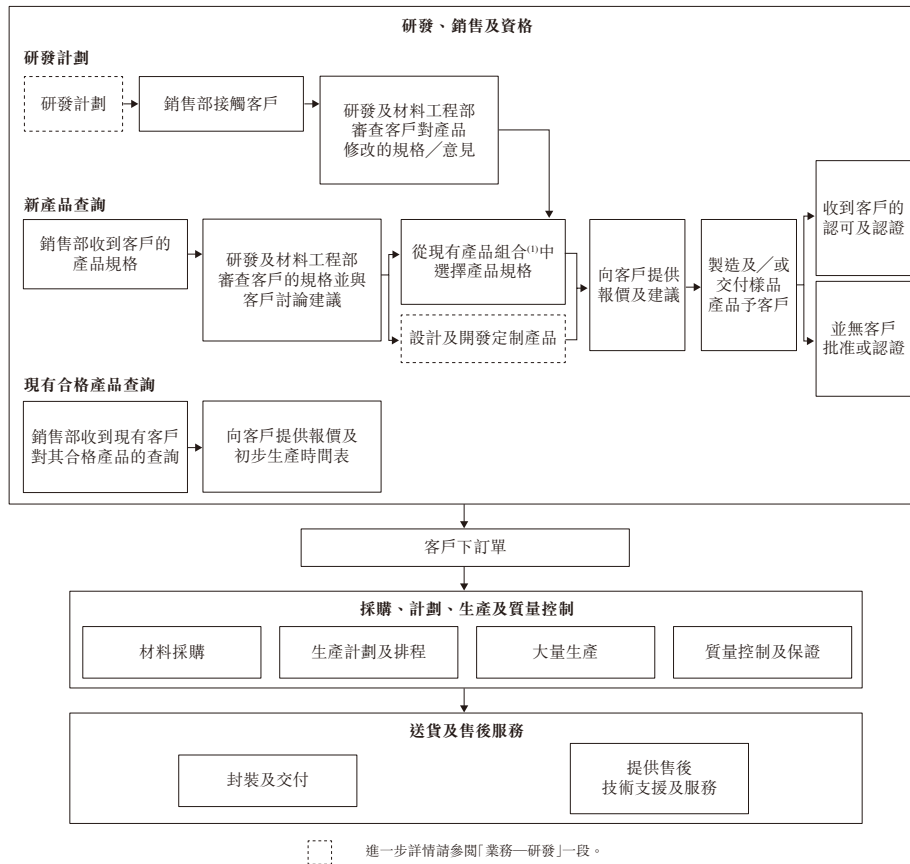 研發、銷售及資格
研發計劃
研發計劃
銷售部接觸客戶
研發及材料工程部
審查客戶對產品
修改的規格／意見
新產品查詢
銷售部收到客戶的
產品規格
研發及材料工程部
審查客戶的規格並與
客戶討論建議
從現有產品組合⁽¹⁾中
選擇產品規格
設計及開發定制產品
向客戶提供
報價及建議
製造及／或
交付樣品
產品予客戶
收到客戶的
認可及認證
並無客戶
批准或認證
現有合格產品查詢
銷售部收到現有客戶
對其合格產品的查詢
向客戶提供報價及
初步生產時間表
客戶下訂單
採購、計劃、生產及質量控制
材料採購
生產計劃及排程
大量生產
質量控制及保證
送貨及售後服務
封裝及交付
提供售後
技術支援及服務
進一步詳情請參閱「業務—研發」一段。